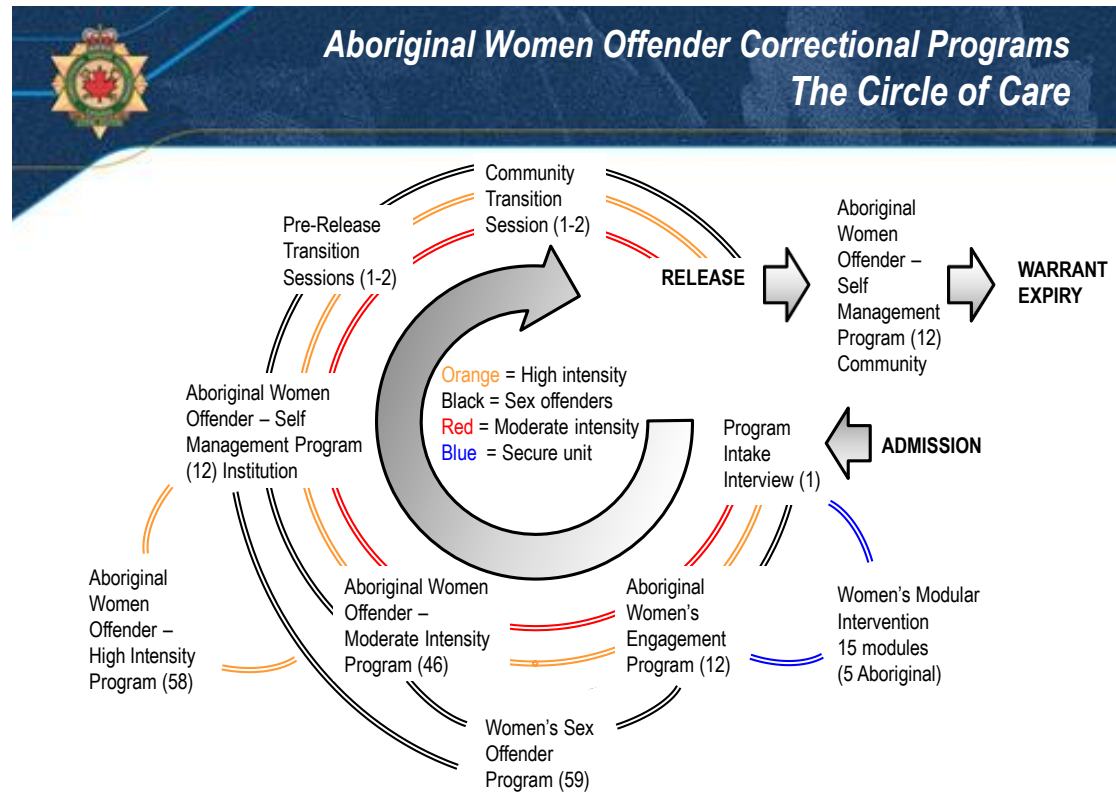 Aboriginal Women Offender Correctional Programs
The Circle of Care
Community
Transition
Session (1-2)
Pre-Release
Transition
Sessions (1-2)
RELEASE
Aboriginal
Women
Offender –
Self
Management
Program (12)
Community
WARRANT
EXPIRY
Orange = High intensity
Black = Sex offenders
Red = Moderate intensity
Blue = Secure unit
Aboriginal Women
Offender – Self
Management Program
(12) Institution
Program
Intake
Interview (1)
ADMISSION
Aboriginal
Women
Offender –
High Intensity
Program (58)
Aboriginal Women
Offender –
Moderate Intensity
Program (46)
Aboriginal
Women's
Engagement
Program (12)
Women's Modular
Intervention
15 modules
(5 Aboriginal)
Women's Sex
Offender
Program (59)